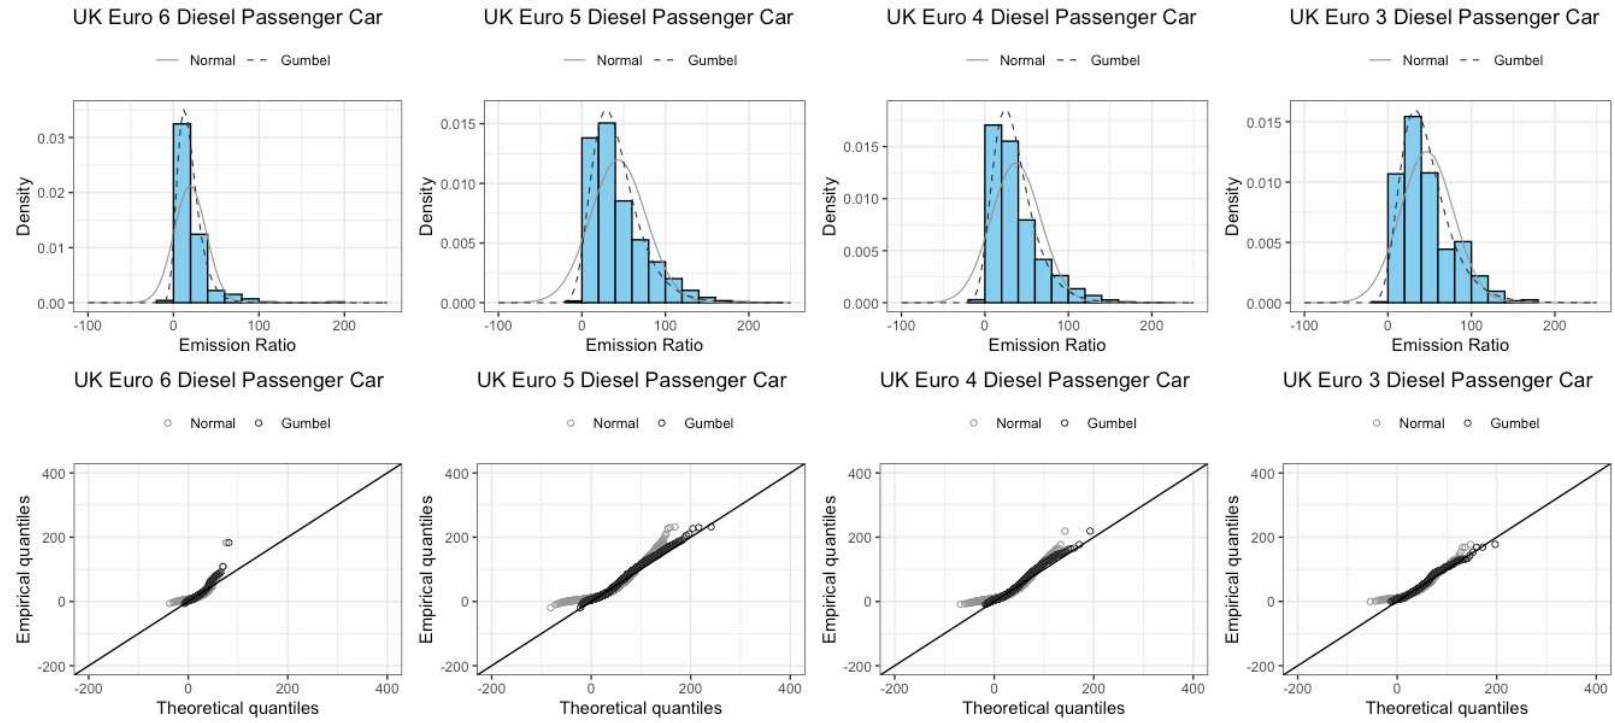 UK Euro 6 Diesel Passenger Car
Normal Gumbel
Density
0.03
0.02
0.01
0.00
-100 0 100 200
Emission Ratio
UK Euro 5 Diesel Passenger Car
Normal Gumbel
Density
0.015
0.010
0.005
0.000
-100 0 100 200
Emission Ratio
UK Euro 4 Diesel Passenger Car
Normal Gumbel
Density
0.015
0.010
0.005
0.000
-100 0 100 200
Emission Ratio
UK Euro 3 Diesel Passenger Car
Normal Gumbel
Density
0.015
0.010
0.005
0.000
-100 0 100 200
Emission Ratio
UK Euro 6 Diesel Passenger Car
Normal Gumbel
Empirical quantiles
400
200
0
-200
-200 0 200 400
Theoretical quantiles
UK Euro 5 Diesel Passenger Car
Normal Gumbel
Empirical quantiles
400
200
0
-200
-200 0 200 400
Theoretical quantiles
UK Euro 4 Diesel Passenger Car
Normal Gumbel
Empirical quantiles
400
200
0
-200
-200 0 200 400
Theoretical quantiles
UK Euro 3 Diesel Passenger Car
Normal Gumbel
Empirical quantiles
400
200
0
-200
-200 0 200 400
Theoretical quantiles